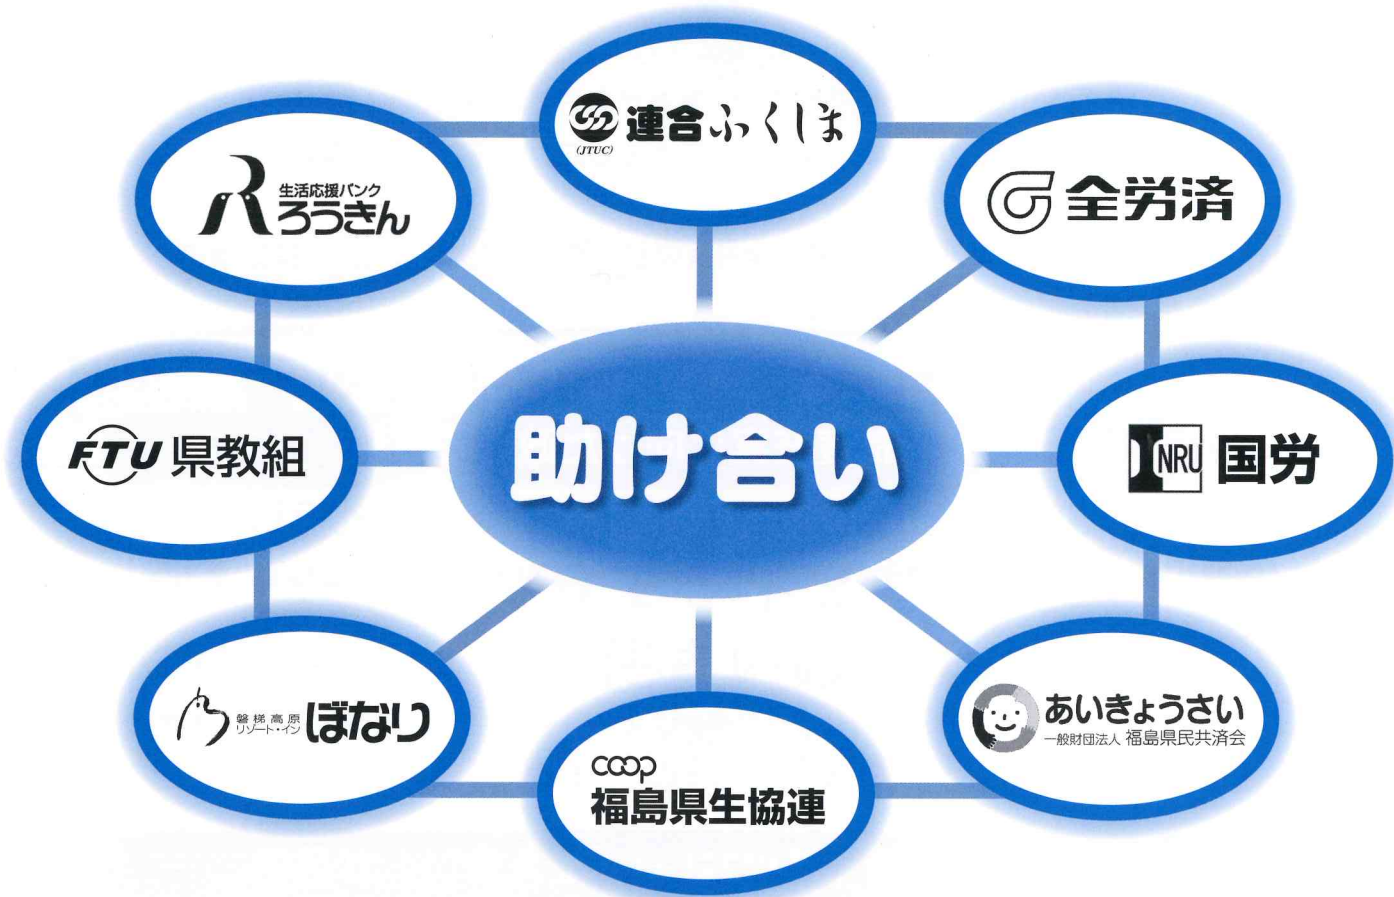 連合ふくしま
(JTUC)
生活応援バンク
ろうきん
全労済
FTU 県教組
助け合い
NRU 国労
磐梯高原
リゾート・イン ぼなり
あいきょうさい
一般財団法人 福島県民共済会
coop
福島県生協連